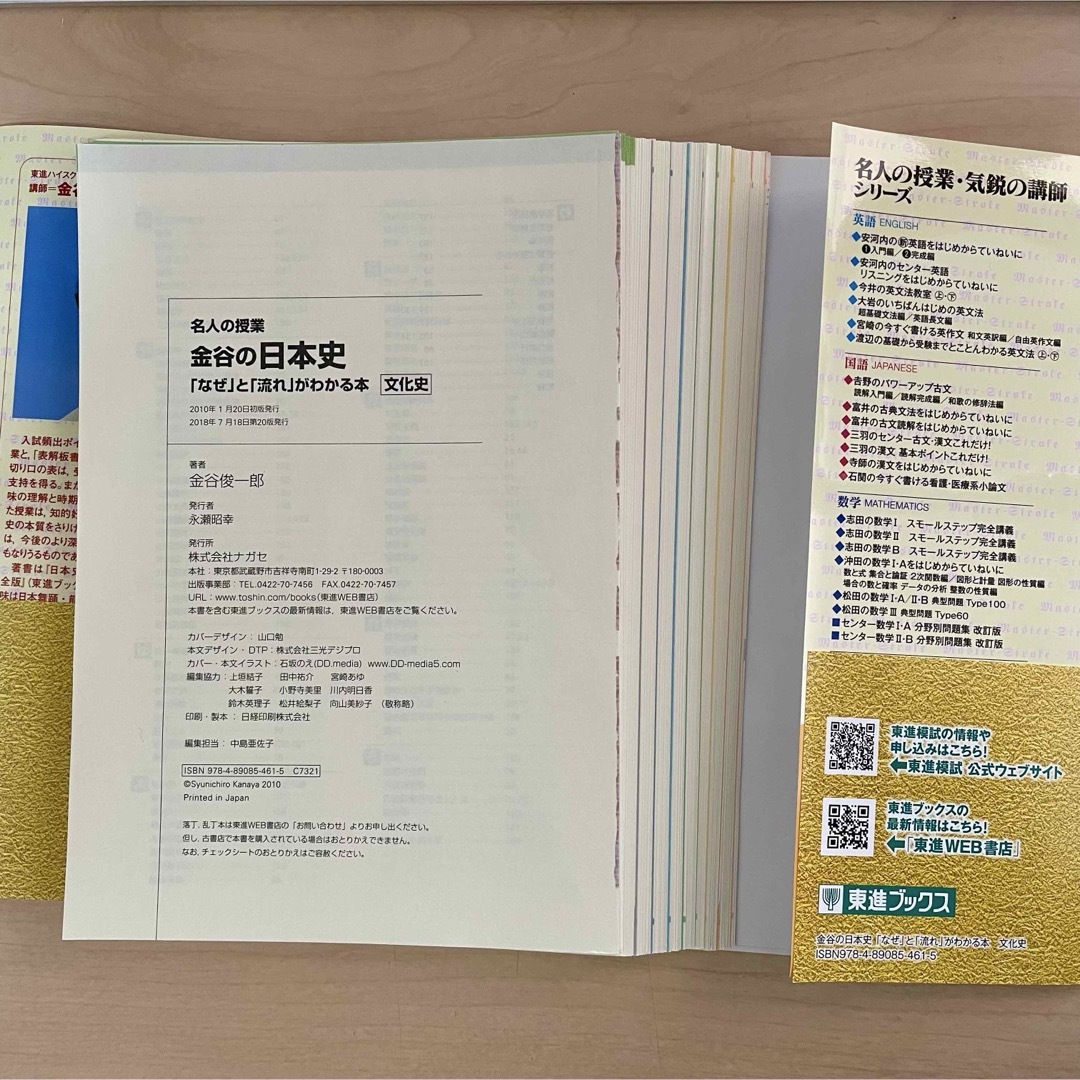 東進ハイスク
講師=金谷
入試頻出ポイ
業と、「表解板書
切り口の表は、受
支持を得る。また
味の理解と時期
た授業は、知的好
史の本質をさりげ
は、今後のより深
もなりうるものであ
著書は『日本史
全版』(東進ブック
味は日本舞踊・能
名人の授業
金谷の日本史
「なぜ」と「流れ」がわかる本 文化史
2010年1月20日初版発行
2018年7月18日第20版発行
著者
金谷俊一郎
発行者
永瀬昭幸
発行所
株式会社ナガセ
本社:東京都武蔵野市吉祥寺南町1-29-2 〒180-0003
出版事業部:TEL.0422-70-7456 FAX.0422-70-7457
URL:www.toshin.com/books(東進WEB書店)
本書を含む東進ブックスの最新情報は、東進WEB書店をご覧ください。
カバーデザイン:山口勉
本文デザイン・DTP:株式会社三光デジプロ
カバー・本文イラスト:石坂のえ(DD.media) www.DD-media5.com
編集協力:上垣結子 田中祐介 宮崎あゆ
大木誓子 小野寺美里 川内明日香
鈴木英理子 松井絵梨子 向山美紗子 (敬称略)
印刷・製本:日経印刷株式会社
編集担当:中島亜佐子
ISBN 978-4-89085-461-5 C7321
©Syunichiro Kanaya 2010
Printed in Japan
落丁、乱丁本は東進WEB書店の「お問い合わせ」よりお申し出ください。
但し、古書店で本書を購入されている場合はおとりかえできません。
なお、チェックシートのおとりかえはご容赦ください。
名人の授業・気鋭の講師
シリーズ
英語 ENGLISH
◆安河内の㊟英語をはじめからていねいに
❶入門編/❷完成編
◆安河内のセンター英語
リスニングをはじめからていねいに
◆今井の英文法教室 上・下
◆大岩のいちばんはじめの英文法
超基礎文法編/英語長文編
◆宮崎の今すぐ書ける英作文 和文英訳編/自由英作文編
◆渡辺の基礎から受験までとことんわかる英文法 上・下
国語 JAPANESE
◆吉野のパワーアップ古文
読解入門編/読解完成編/和歌の修辞法編
◆富井の古典文法をはじめからていねいに
◆富井の古文読解をはじめからていねいに
◆三羽のセンター古文・漢文これだけ!
◆三羽の漢文 基本ポイントこれだけ!
◆寺師の漢文をはじめからていねいに
◆石関の今すぐ書ける看護・医療系小論文
数学 MATHEMATICS
◆志田の数学Ⅰ スモールステップ完全講義
◆志田の数学Ⅱ スモールステップ完全講義
◆志田の数学B スモールステップ完全講義
◆沖田の数学Ⅰ・Aをはじめからていねいに
数と式 集合と論証 2次関数編/図形と計量 図形の性質編
場合の数と確率 データの分析 整数の性質編
◆松田の数学Ⅰ・A/Ⅱ・B 典型問題 Type100
◆松田の数学Ⅲ 典型問題 Type60
■センター数学Ⅰ・A 分野別問題集 改訂版
■センター数学Ⅱ・B 分野別問題集 改訂版
東進模試の情報や
申し込みはこちら!
←東進模試 公式ウェブサイト
東進ブックスの
最新情報はこちら!
←「東進WEB書店」
東進ブックス
金谷の日本史「なぜ」と「流れ」がわかる本 文化史
ISBN978-4-89085-461-5